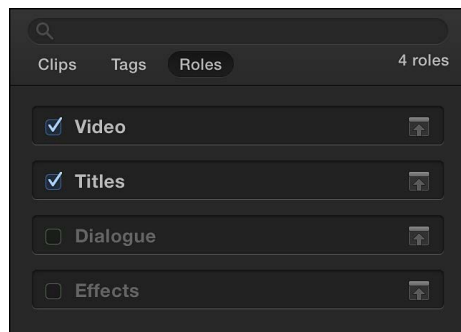 Clips Tags Roles 4 roles
Video
Titles
Dialogue
Effects